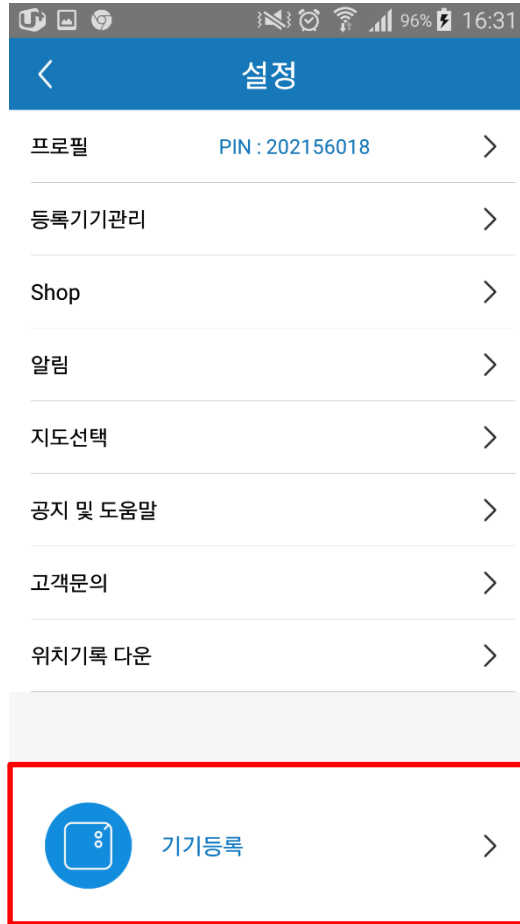 96% 16:31
설정
프로필 PIN : 202156018
등록기기관리
Shop
알림
지도선택
공지 및 도움말
고객문의
위치기록 다운
기기등록